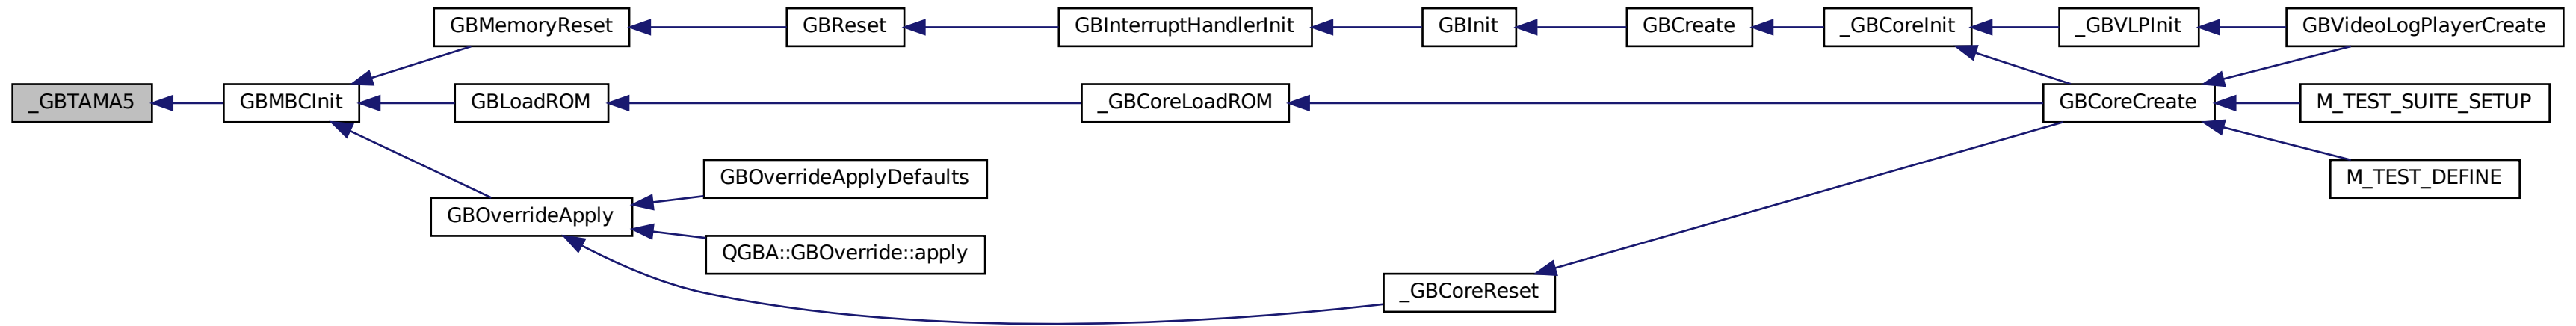 GBMemoryReset
GBReset
GBInterruptHandlerInit
GBInit
GBCreate
_GBCoreInit
_GBVLPInit
GBVideoLogPlayerCreate
_GBTAMA5
GBMBCInit
GBLoadROM
_GBCoreLoadROM
GBCoreCreate
M_TEST_SUITE_SETUP
GBOverrideApplyDefaults
M_TEST_DEFINE
GBOverrideApply
QGBA::GBOverride::apply
_GBCoreReset